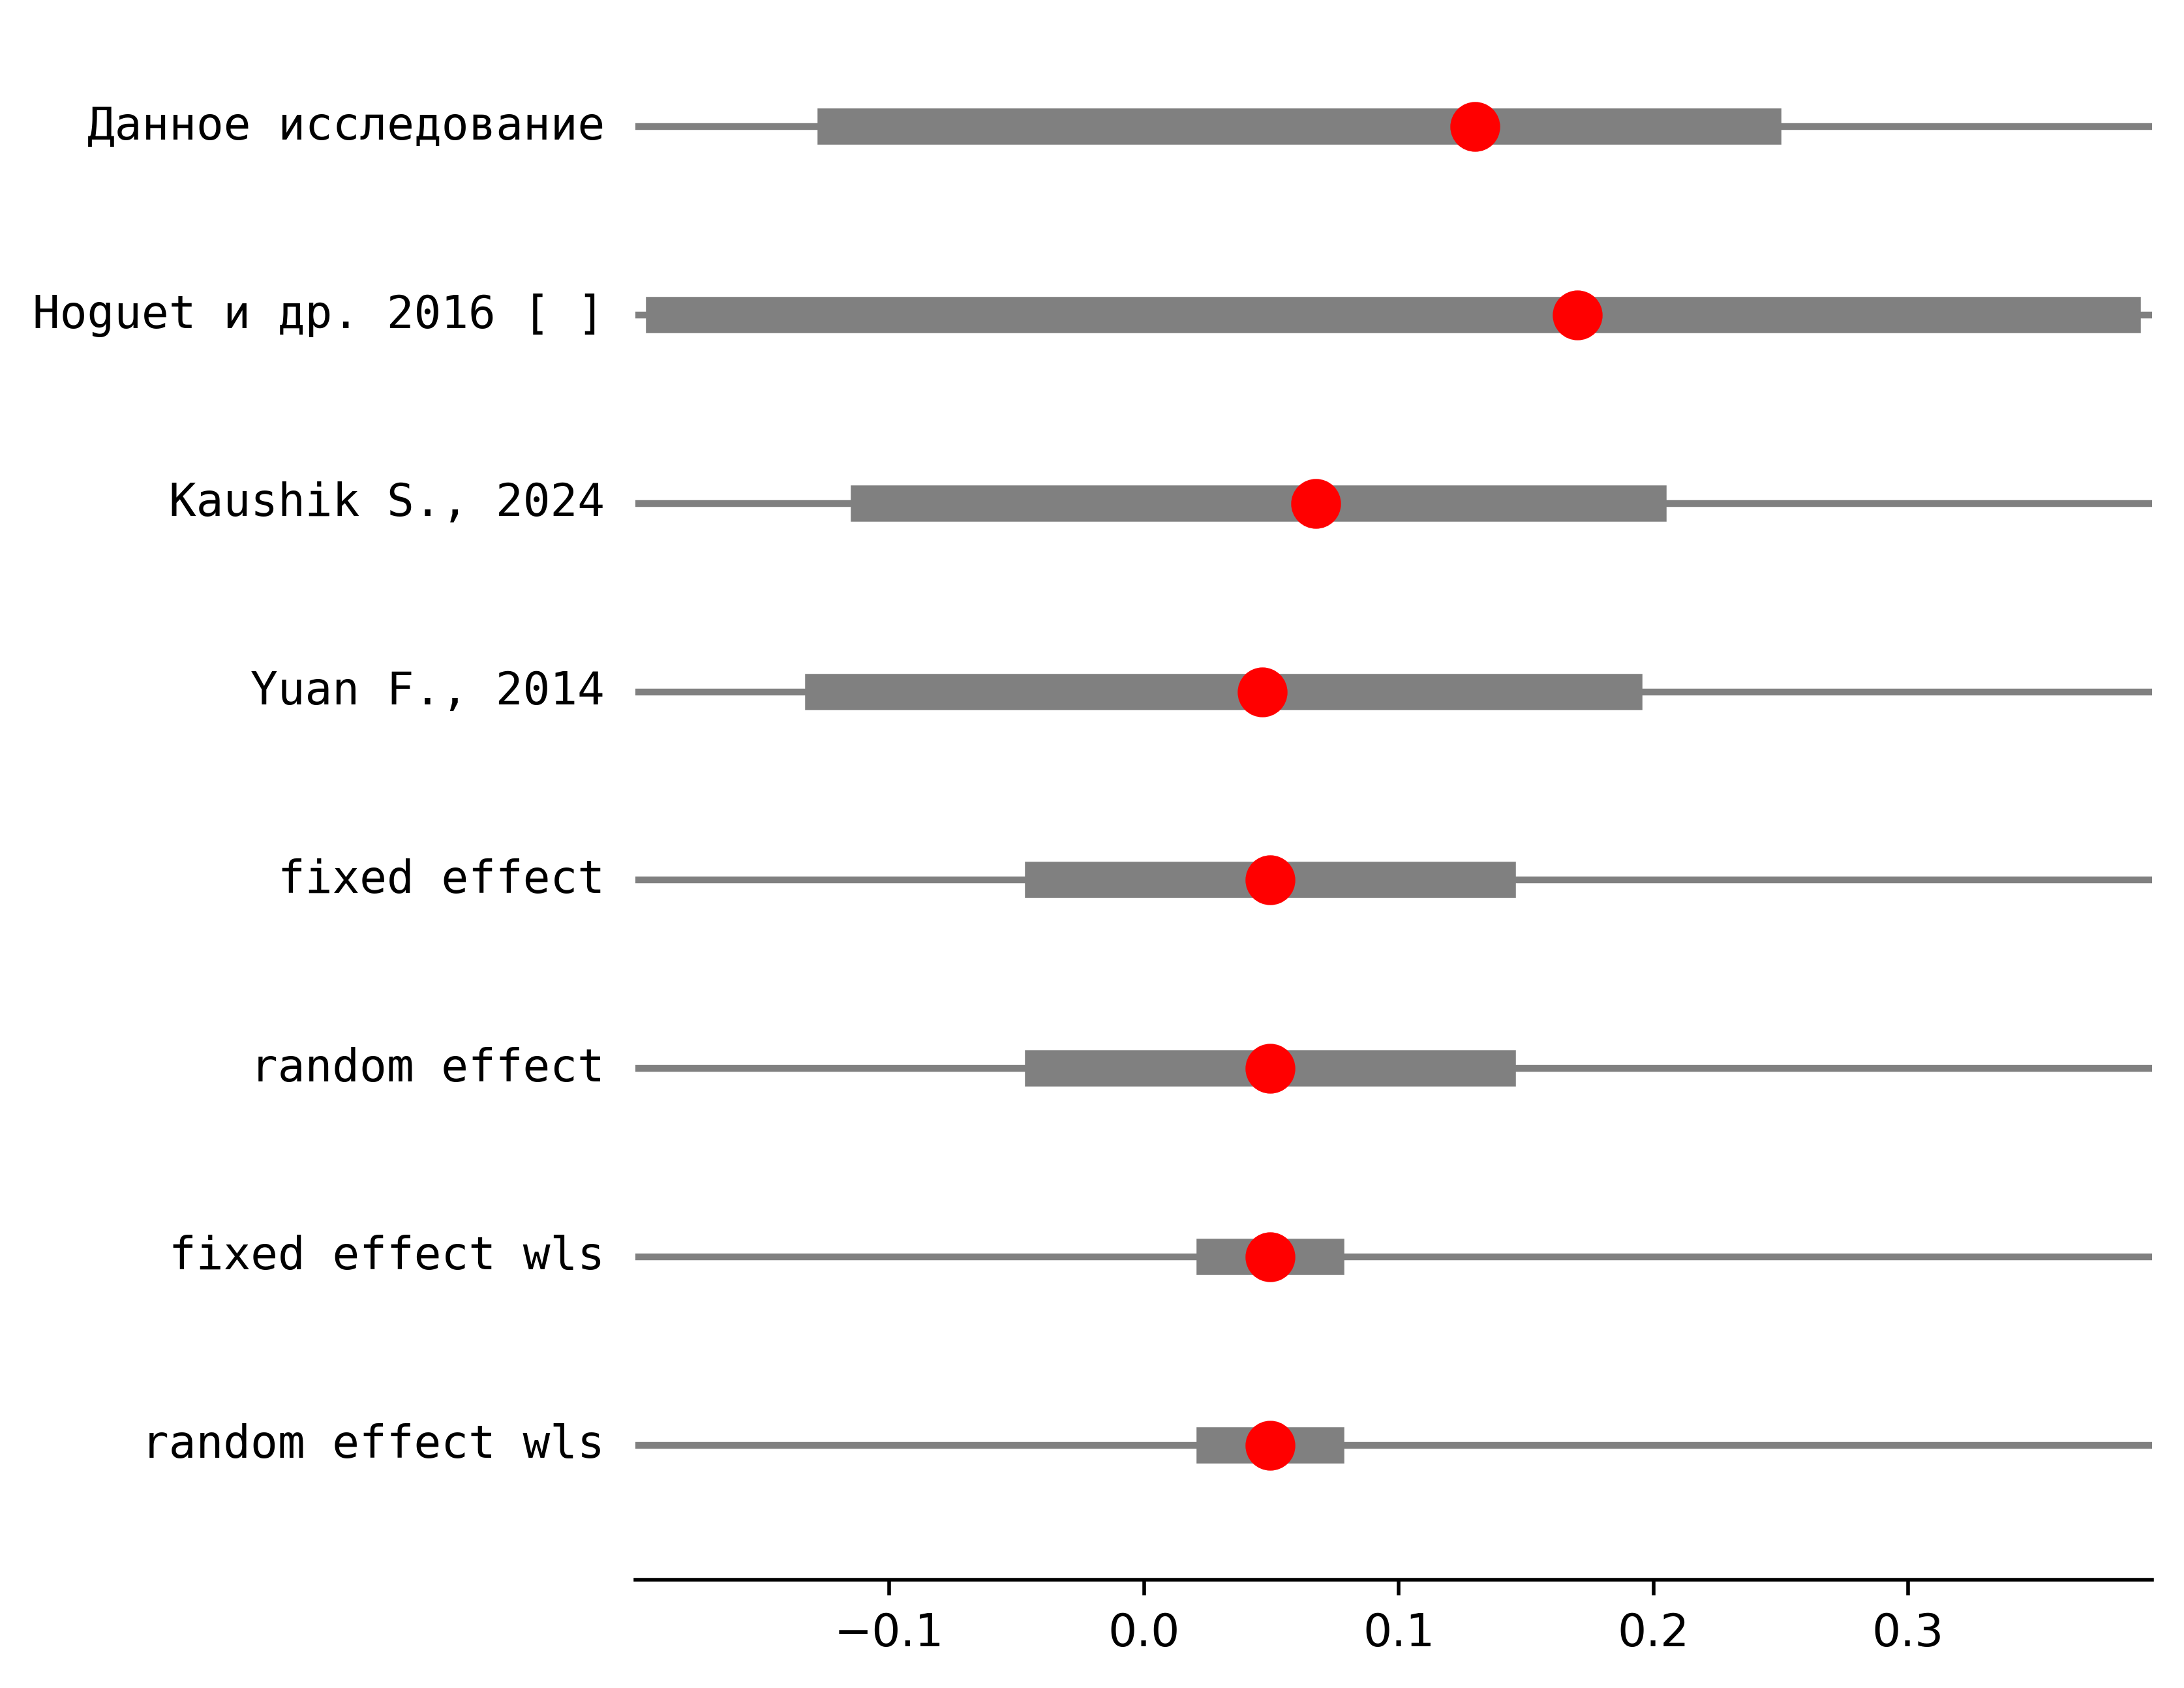 Данное исследование
Hoguet и др. 2016 [ ]
Kaushik S., 2024
Yuan F., 2014
fixed effect
random effect
fixed effect wls
random effect wls
−0.1 0.0 0.1 0.2 0.3